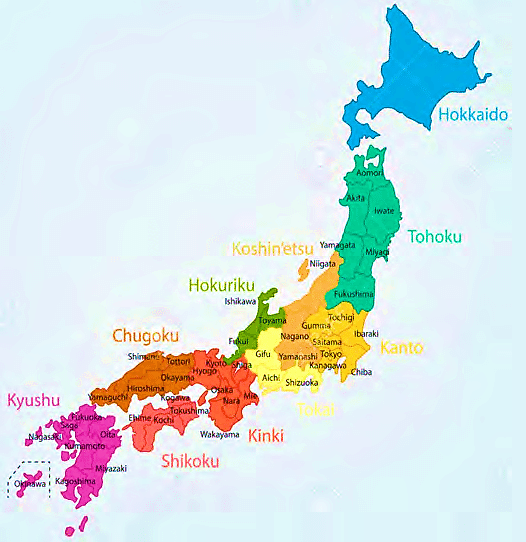 Hokkaido
Aomori
Akita
Iwate
Tohoku
Koshin'etsu
Yamagata
Miyagi
Niigata
Hokuriku
Fukushima
Ishikawa
Toyama
Tochigi
Gumma
Ibaraki
Chugoku
Nagano
Saitama
Kanto
Fukui
Gifu
Yamanashi
Tokyo
Shimane
Tottori
Kyoto
Shiga
Kanagawa
Chiba
Hyogo
Okayama
Aichi
Shizuoka
Hiroshima
Osaka
Mie
Kyushu
Yamaguchi
Kogawa
Nara
Tokai
Tokushima
Fukuoka
Ehime
Kochi
Saga
Wakayama
Kinki
Nagasaki
Oita
Kumamoto
Shikoku
Miyazaki
Okinawa
Kagoshima